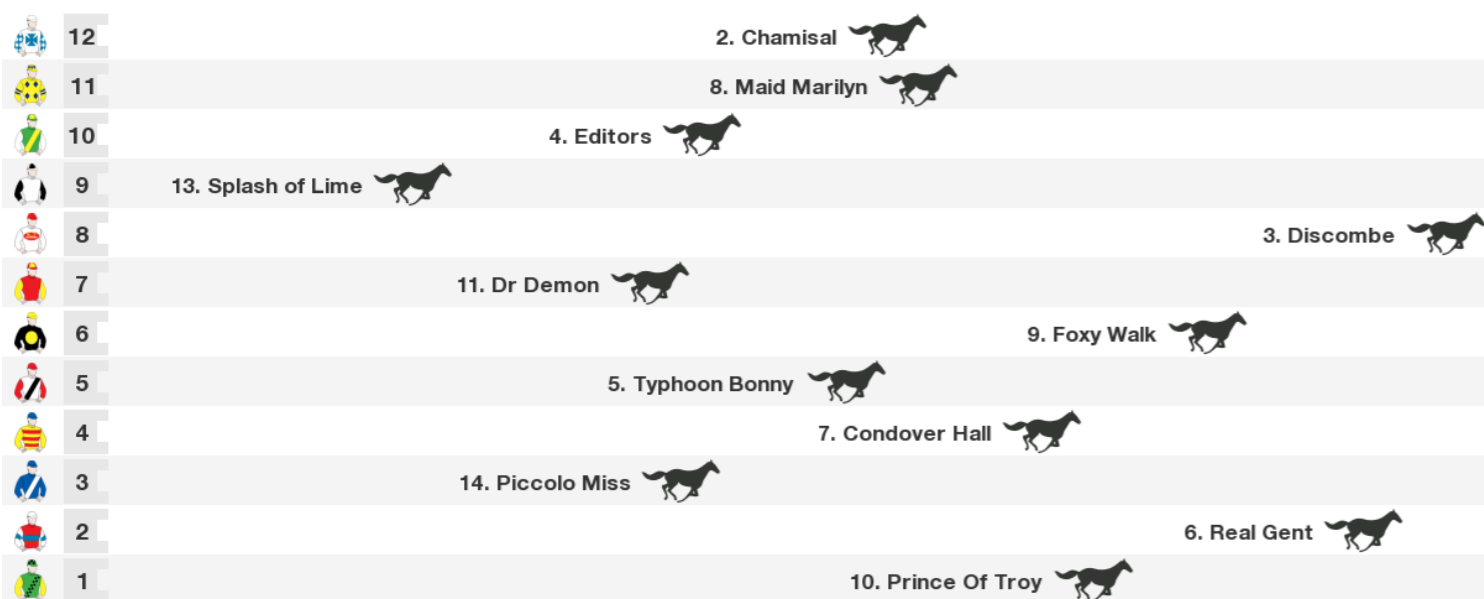 12 2. Chamisal
11 8. Maid Marilyn
10 4. Editors
9 13. Splash of Lime
8 3. Discombe
7 11. Dr Demon
6 9. Foxy Walk
5 5. Typhoon Bonny
4 7. Condover Hall
3 14. Piccolo Miss
2 6. Real Gent
1 10. Prince Of Troy